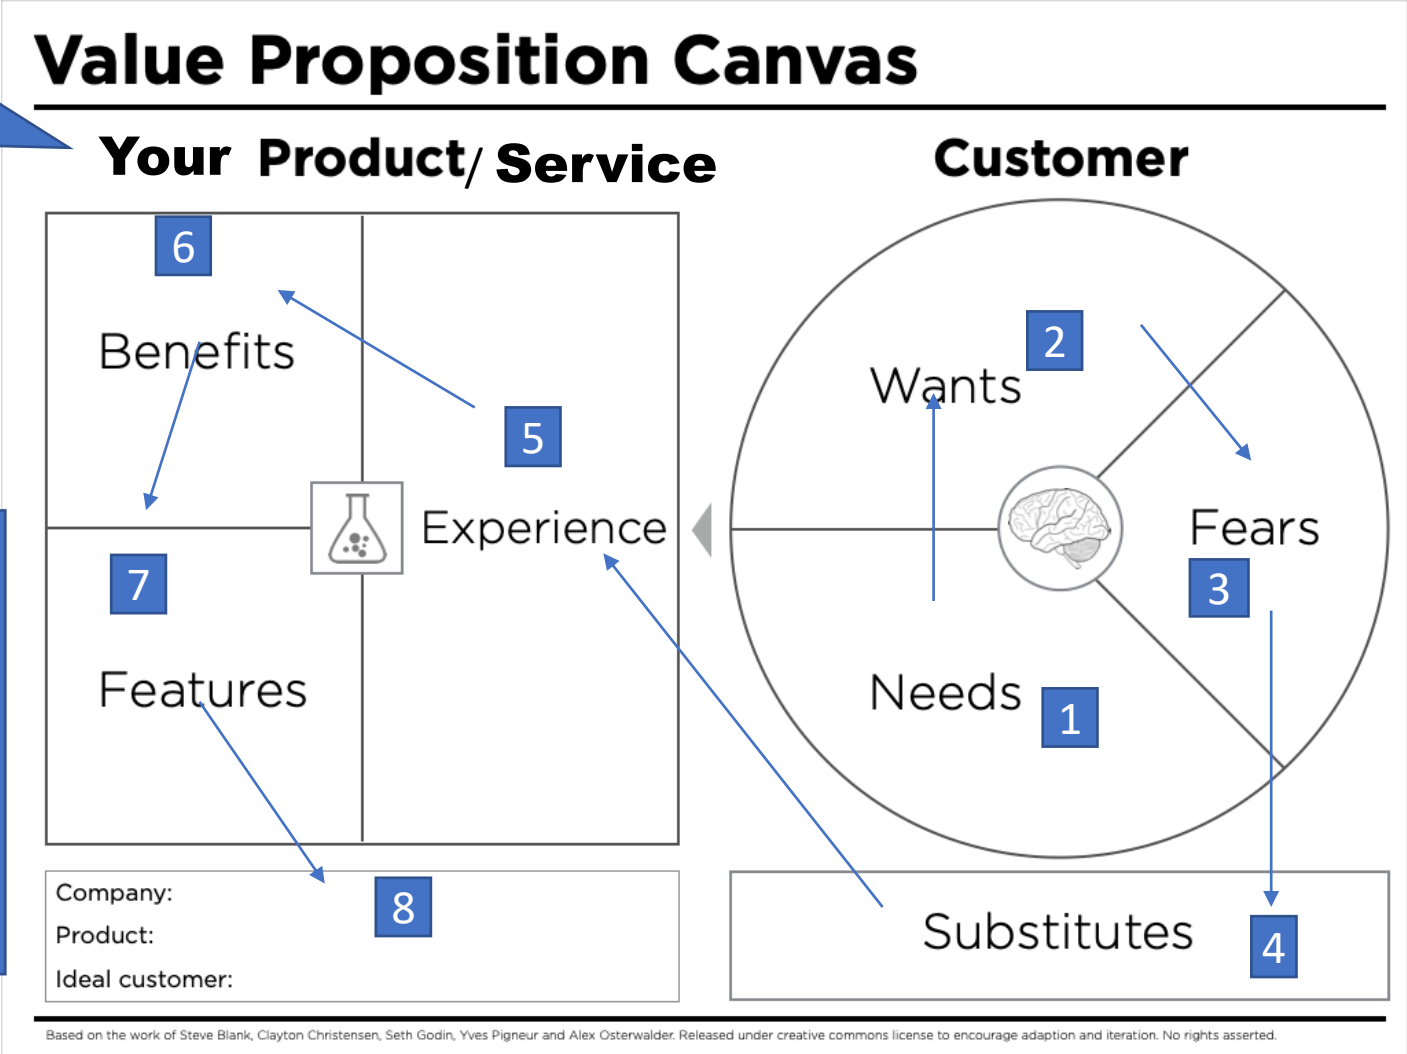 Value Proposition Canvas
Your Product/ Service
Customer
6
Benefits
5
Experience
7
Features
2
Wants
Fears
3
Needs
1
Company:
Product:
Ideal customer:
8
Substitutes
4
Based on the work of Steve Blank, Clayton Christensen, Seth Godin, Yves Pigneur and Alex Osterwalder. Released under creative commons license to encourage adaption and iteration. No rights asserted.